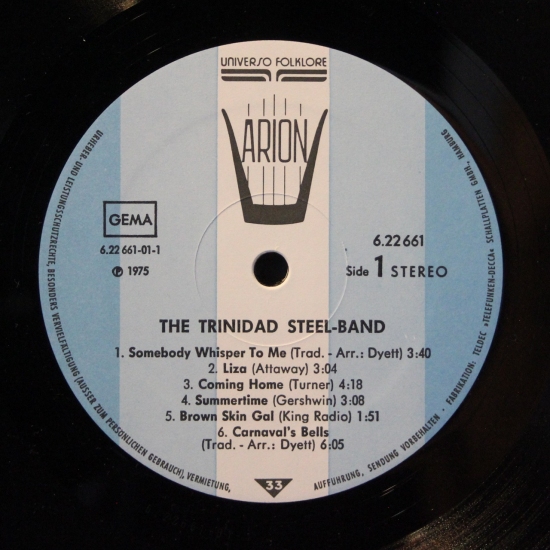 UNIVERSO FOLKLORE
ARION
GEMA
6.22 661-01-1
℗ 1975
6.22 661
Side 1 STEREO
THE TRINIDAD STEEL-BAND
1. Somebody Whisper To Me (Trad. - Arr.: Dyett) 3:40
2. Liza (Attaway) 3:04
3. Coming Home (Turner) 4:18
4. Summertime (Gershwin) 3:08
5. Brown Skin Gal (King Radio) 1:51
6. Carnaval's Bells
(Trad. - Arr.: Dyett) 6:05
33
URHEBER- UND LEISTUNGSSCHUTZRECHTE, BESONDERS VERVIELFÄLTIGUNG (AUSSER ZUM PERSÖNLICHEN GEBRAUCH), VERMIETUNG,
AUFFÜHRUNG, SENDUNG VORBEHALTEN · FABRIKATION: TELDEC »TELEFUNKEN-DECCA« SCHALLPLATTEN GMBH, HAMBURG